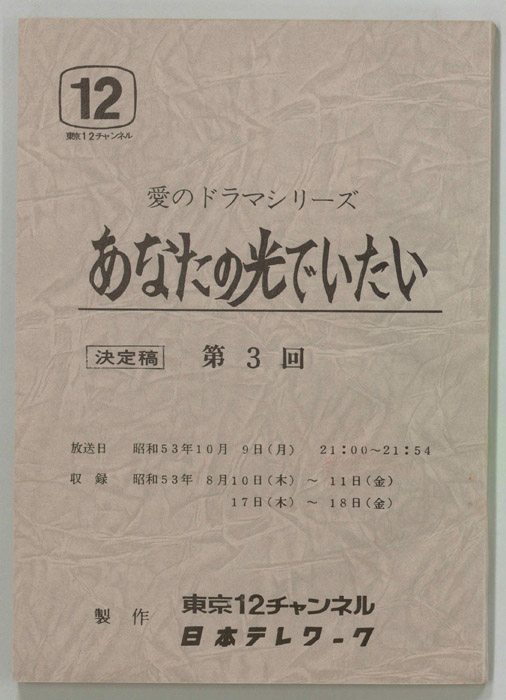 12
東京12チャンネル
愛のドラマシリーズ
あなたの光でいたい
決定稿 第3回
放送日 昭和53年10月 9日(月) 21:00~21:54
収録 昭和53年 8月10日(木) ~ 11日(金)
17日(木) ~ 18日(金)
製作 東京12チャンネル
日本テレワーク